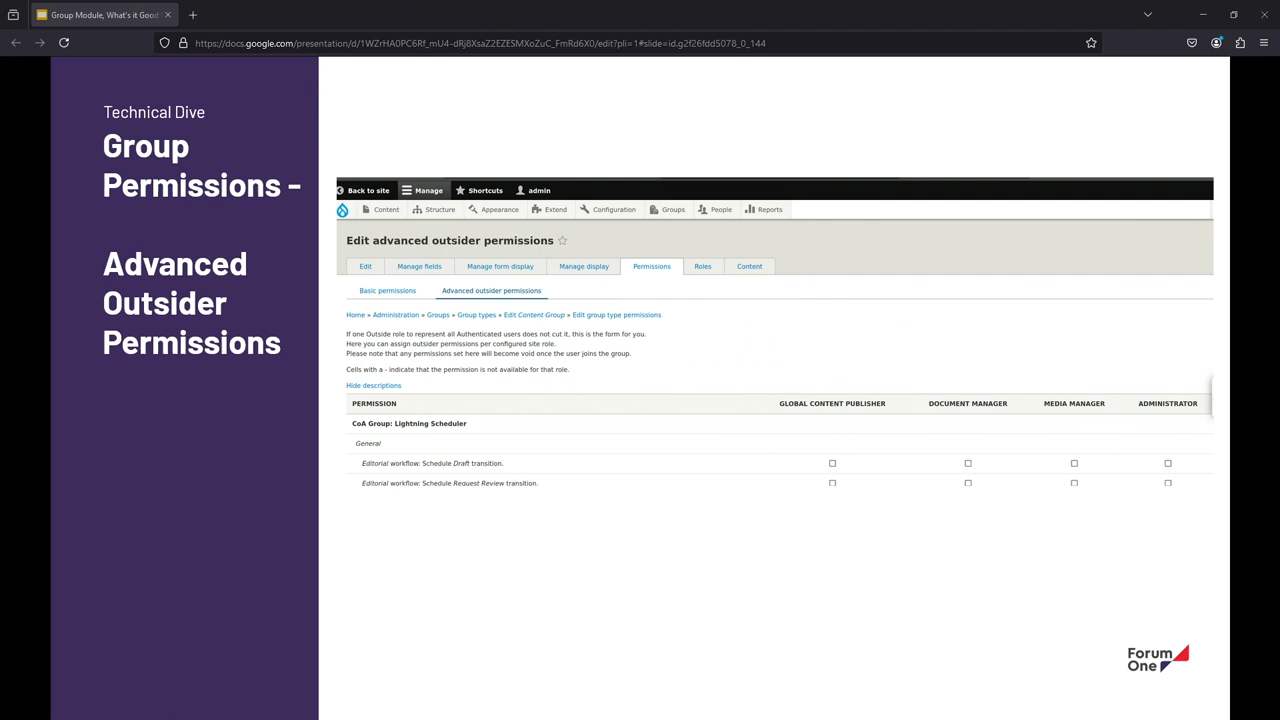 Group Module, What's it Good
https://docs.google.com/presentation/d/1WZrHA0PC6Rf_mU4-dRj8XsaZ2EZESMXoZuC_FmRd6X0/edit?pli=1#slide=id.g2f26fdd5078_0_144
Technical Dive
Group
Permissions -
Advanced
Outsider
Permissions
Back to site Manage Shortcuts admin
Content Structure Appearance Extend Configuration Groups People Reports
Edit advanced outsider permissions
Edit Manage fields Manage form display Manage display Permissions Roles Content
Basic permissions Advanced outsider permissions
Home » Administration » Groups » Group types » Edit Content Group » Edit group type permissions
If one Outside role to represent all Authenticated users does not cut it, this is the form for you.
Here you can assign outsider permissions per configured site role.
Please note that any permissions set here will become void once the user joins the group.
Cells with a - indicate that the permission is not available for that role.
Hide descriptions
PERMISSION GLOBAL CONTENT PUBLISHER DOCUMENT MANAGER MEDIA MANAGER ADMINISTRATOR
CoA Group: Lightning Scheduler
General
Editorial workflow: Schedule Draft transition.
Editorial workflow: Schedule Request Review transition.
Forum
One